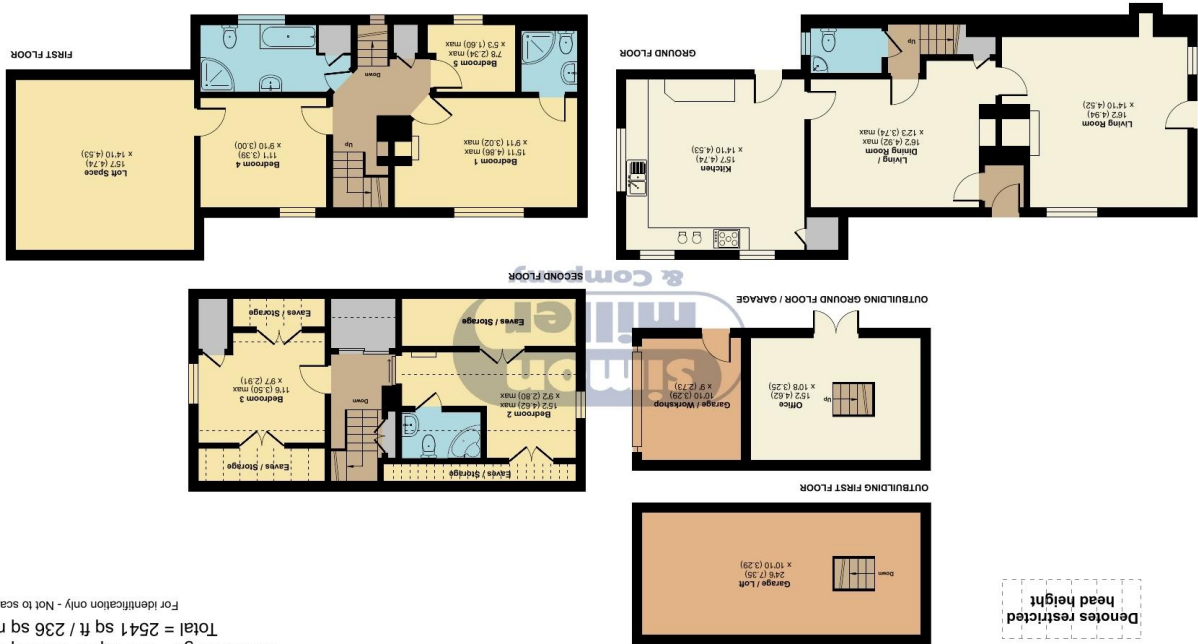 For identification only - Not to sca
Total = 2541 sq ft / 236 sq m
Denotes restricted
head height
Down
Garage / Loft
24'6 (7.35)
x 10'10 (3.29)
OUTBUILDING FIRST FLOOR
Up
Office
15'2 (4.62)
x 10'8 (3.25)
Garage / Workshop
10'10 (3.29)
x 9' (2.73)
OUTBUILDING GROUND FLOOR / GARAGE
Eaves / Storage
Bedroom 2
15'2 (4.62) max
x 9'2 (2.80) max
Eaves / Storage
Down
Eaves / Storage
Bedroom 3
11'6 (3.50) max
x 9'7 (2.91)
Eaves / Storage
SECOND FLOOR
simon
miller
& Company
Living Room
16'2 (4.94)
x 14'10 (4.52)
Living /
Dining Room
16'2 (4.92) max
x 12'3 (3.74) max
Up
Kitchen
15'7 (4.74)
x 14'10 (4.53)
GROUND FLOOR
Bedroom 1
15'11 (4.86) max
x 9'11 (3.02) max
Bedroom 5
7'8 (2.34) max
x 5'3 (1.60) max
Up
Down
Down
Bedroom 4
11'1 (3.39)
x 9'10 (3.00)
Loft Space
15'7 (4.74)
x 14'10 (4.53)
FIRST FLOOR